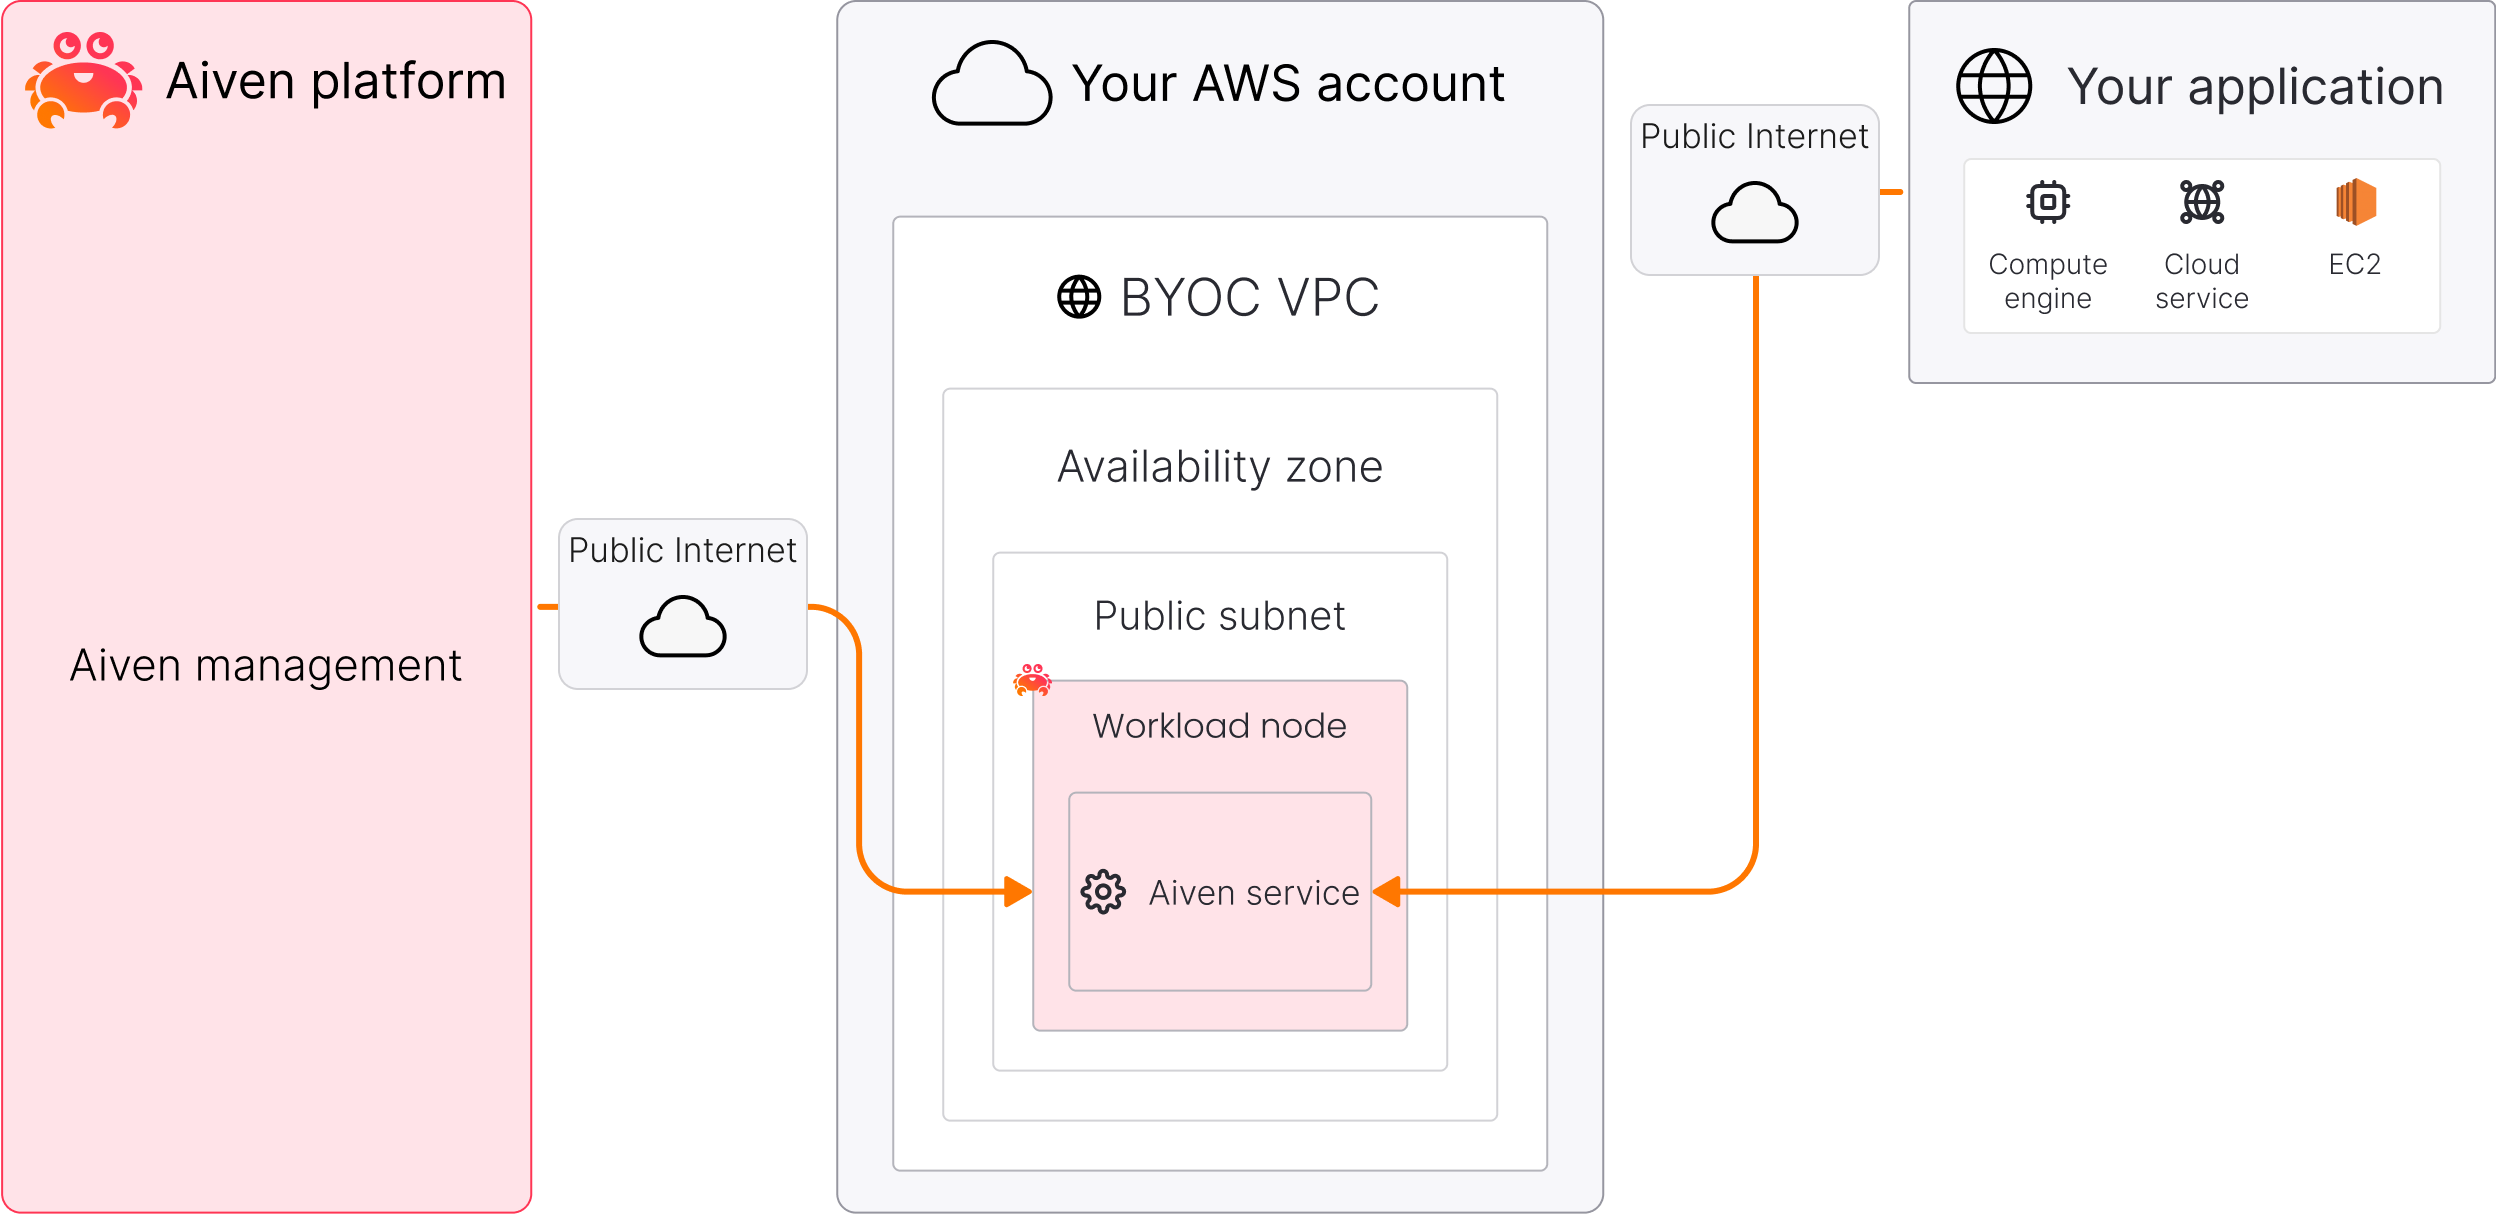 Aiven platform
Aiven management
Public Internet
Your AWS account
BYOC VPC
Availability zone
Public subnet
Workload node
Aiven service
Public Internet
Your application
Compute
engine
Cloud
service
EC2